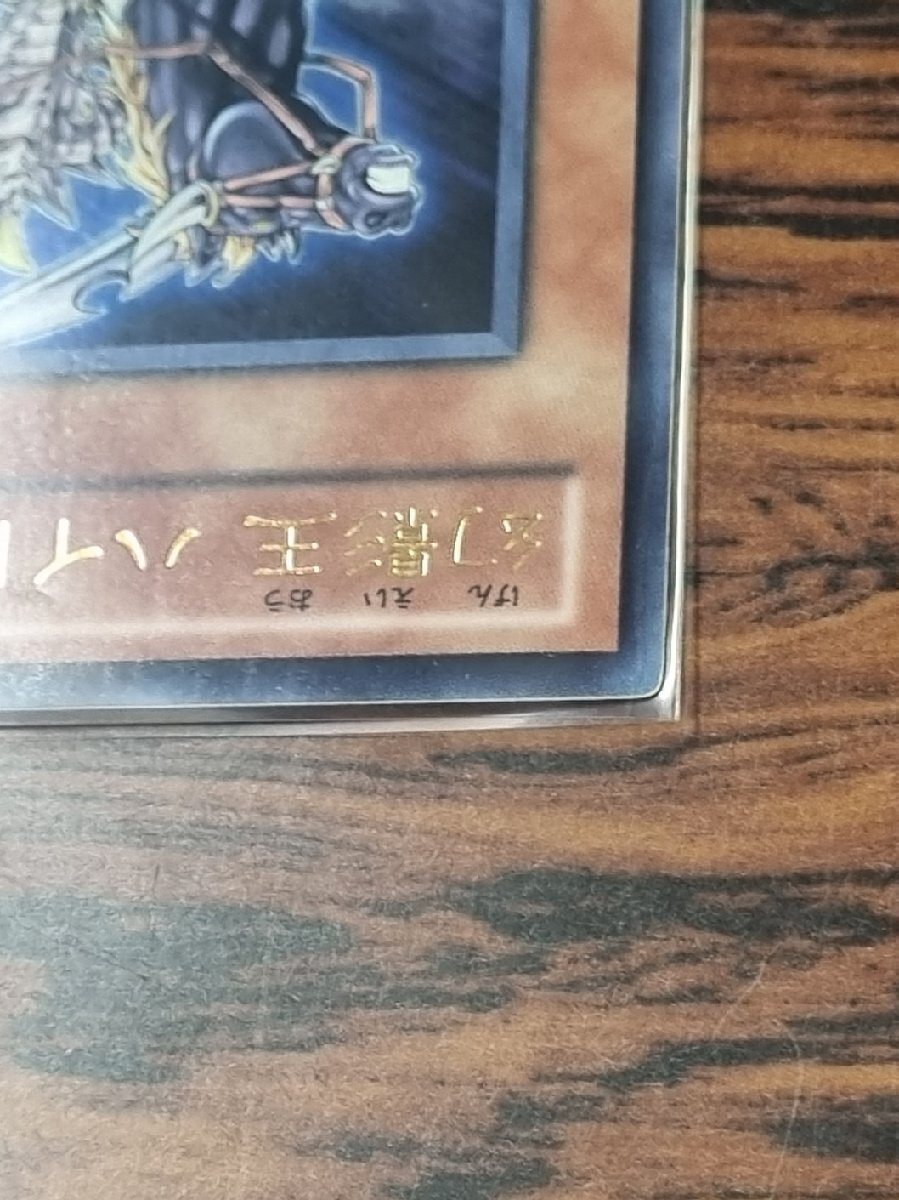 げん えい おう
幻影王 ハイ